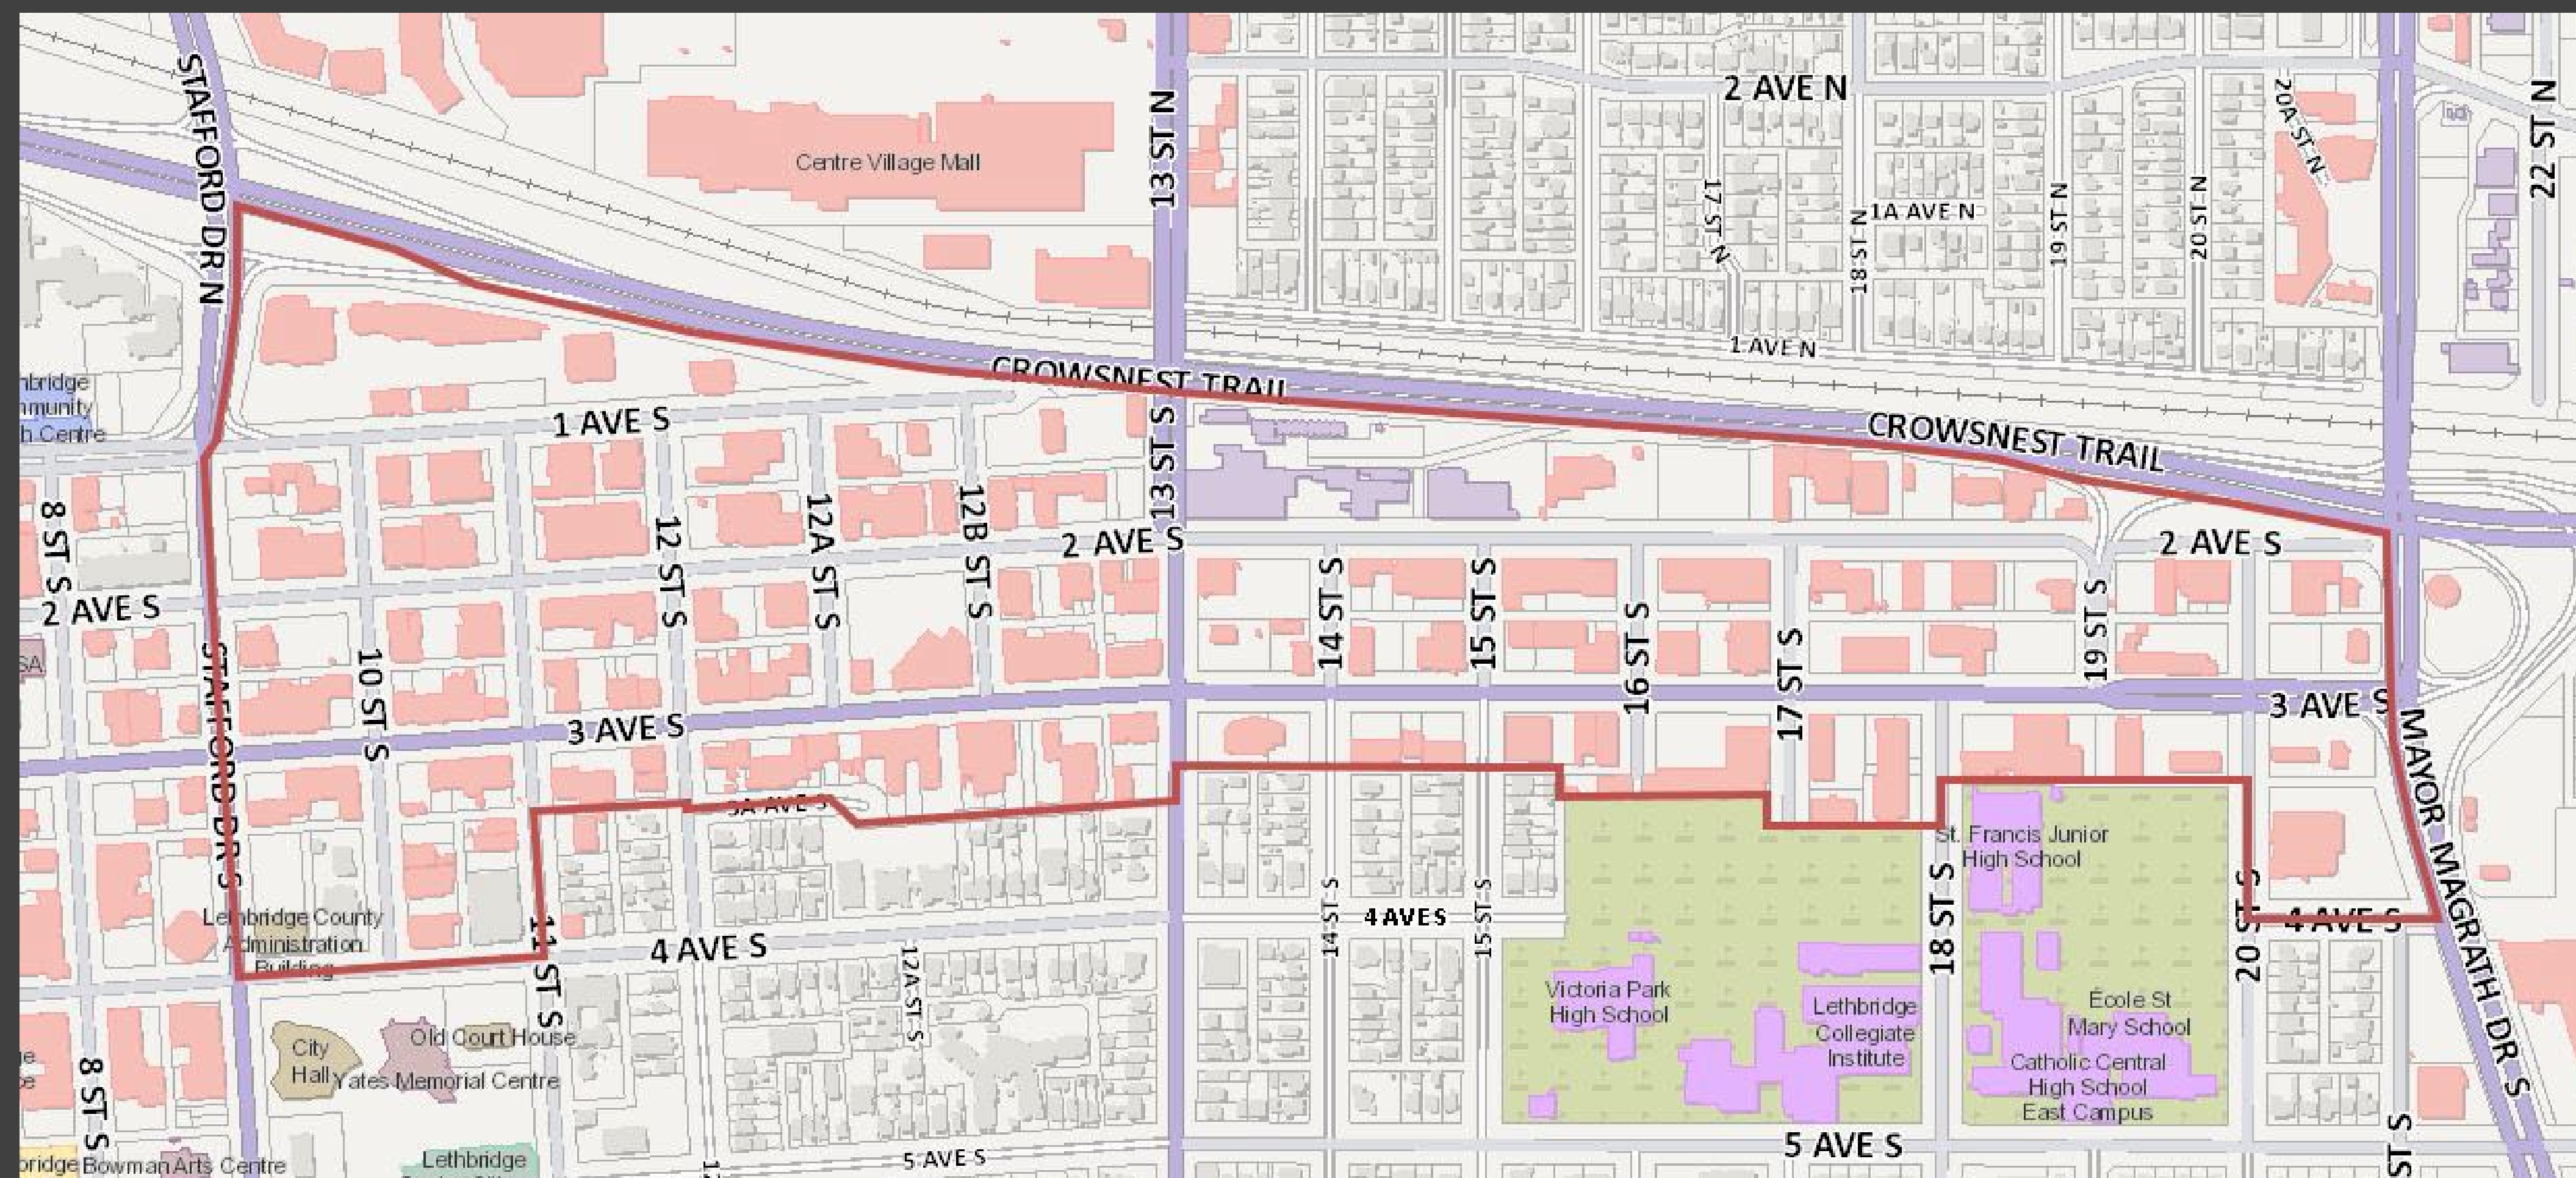 STAFFORD DR N
Centre Village Mall
13 ST N
2 AVE N
20A ST N
22 ST N
17 ST N
18 ST N
1A AVE N
19 ST N
20 ST N
1 AVE N
CROWSNEST TRAIL
CROWSNEST TRAIL
1 AVE S
13 ST S
8 ST S
12 ST S
12A ST S
12B ST S
2 AVE S
2 AVE S
2 AVE S
14 ST S
15 ST S
16 ST S
17 ST S
19 ST S
STAFFORD DR S
10 ST S
3 AVE S
3 AVE S
MAYOR MAGRATH DR S
3A AVE S
St. Francis Junior
High School
18 ST S
20 ST S
Lethbridge County
Administration
Building
11 ST S
4 AVE S
12A ST S
14 ST S
4 AVE S
15 ST S
4 AVE S
Victoria Park
High School
Lethbridge
Collegiate
Institute
École St
Mary School
Catholic Central
High School
East Campus
City
Hall
Old Court House
Yates Memorial Centre
8 ST S
Bowman Arts Centre
Lethbridge
5 AVE S
5 AVE S
ST S